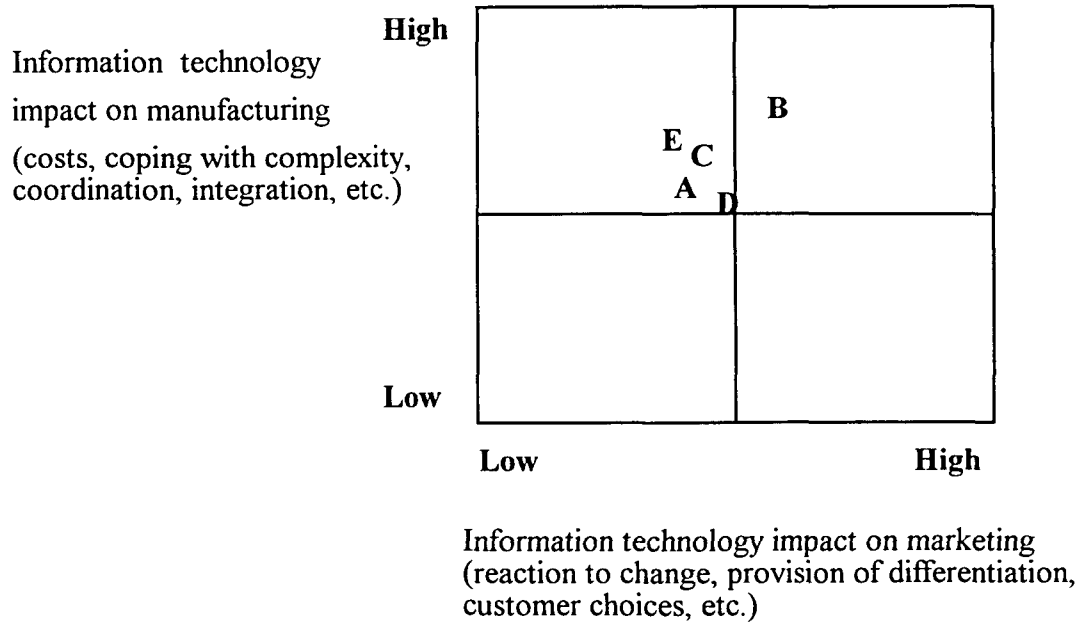 High
Information technology
impact on manufacturing
(costs, coping with complexity,
coordination, integration, etc.)
B
E
C
A
D
Low
Low High
Information technology impact on marketing
(reaction to change, provision of differentiation,
customer choices, etc.)